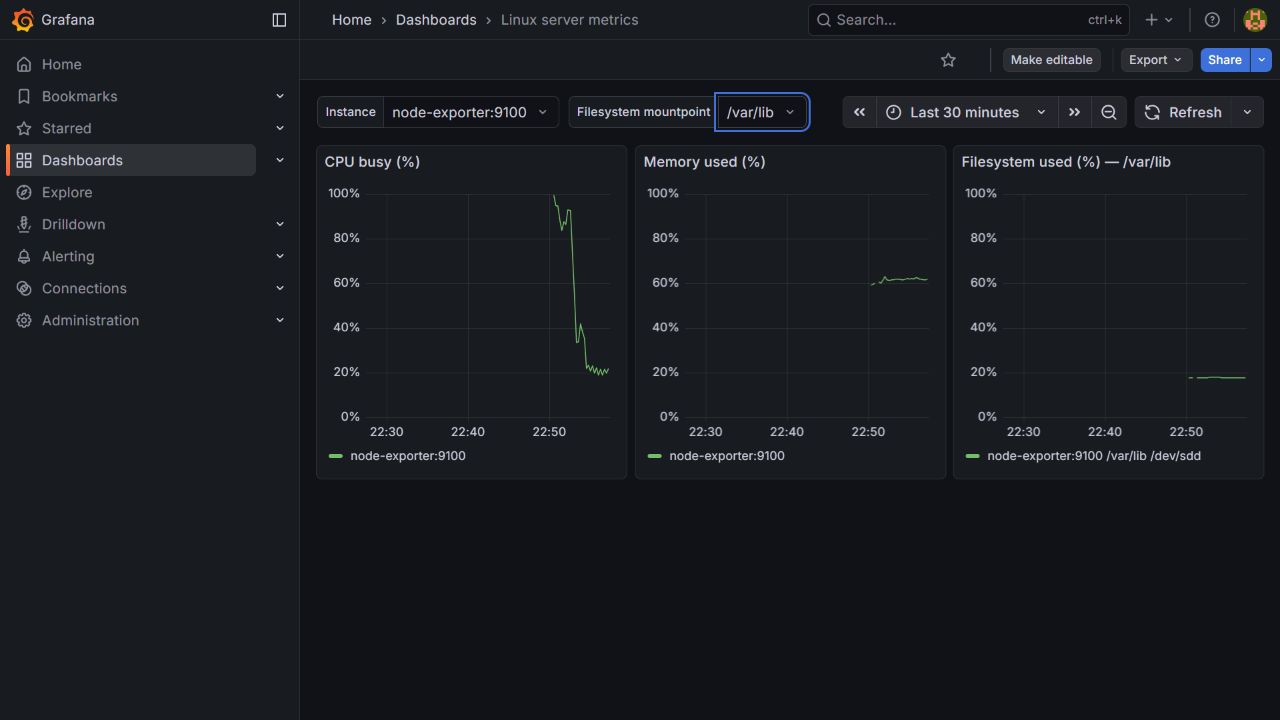 Grafana
Home › Dashboards › Linux server metrics
Search...
ctrl+k
Make editable
Export
Share
Home
Bookmarks
Starred
Dashboards
Explore
Drilldown
Alerting
Connections
Administration
Instance
node-exporter:9100
Filesystem mountpoint
/var/lib
Last 30 minutes
Refresh
CPU busy (%)
100%
80%
60%
40%
20%
0%
22:30 22:40 22:50
node-exporter:9100
Memory used (%)
100%
80%
60%
40%
20%
0%
22:30 22:40 22:50
node-exporter:9100
Filesystem used (%) — /var/lib
100%
80%
60%
40%
20%
0%
22:30 22:40 22:50
node-exporter:9100 /var/lib /dev/sdd